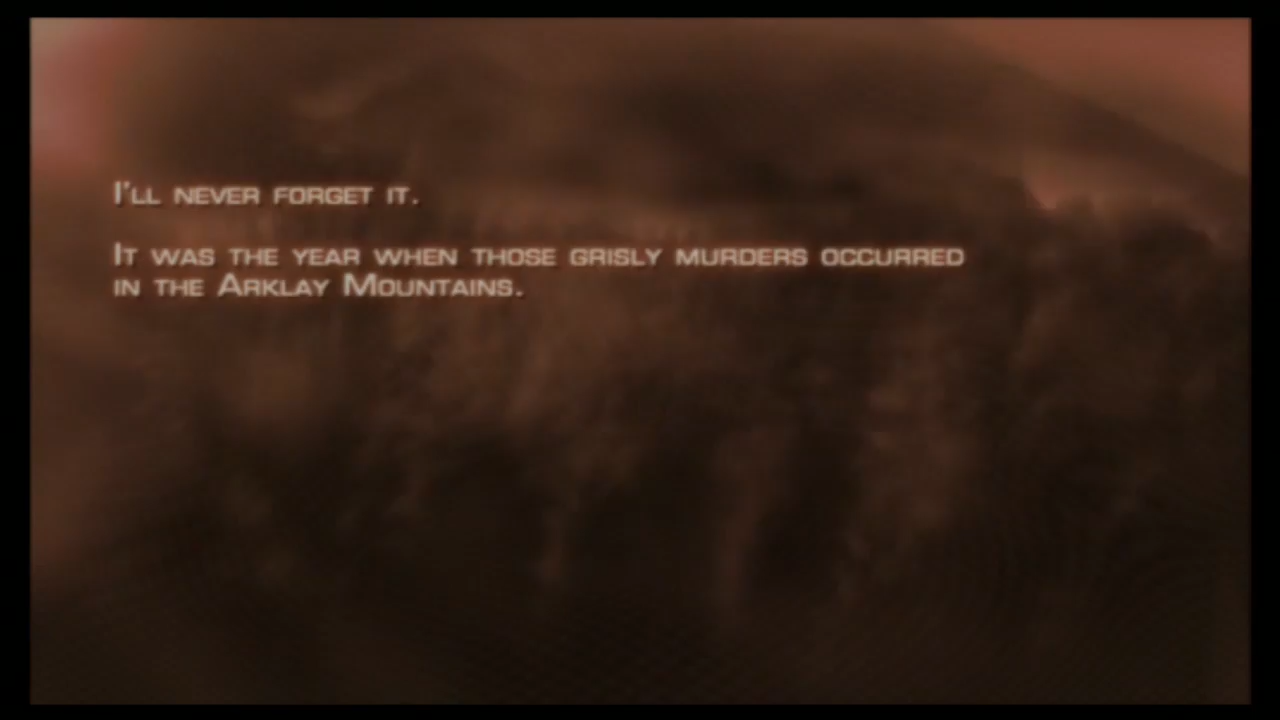 I'll never forget it.
It was the year when those grisly murders occurred
in the Arklay Mountains.